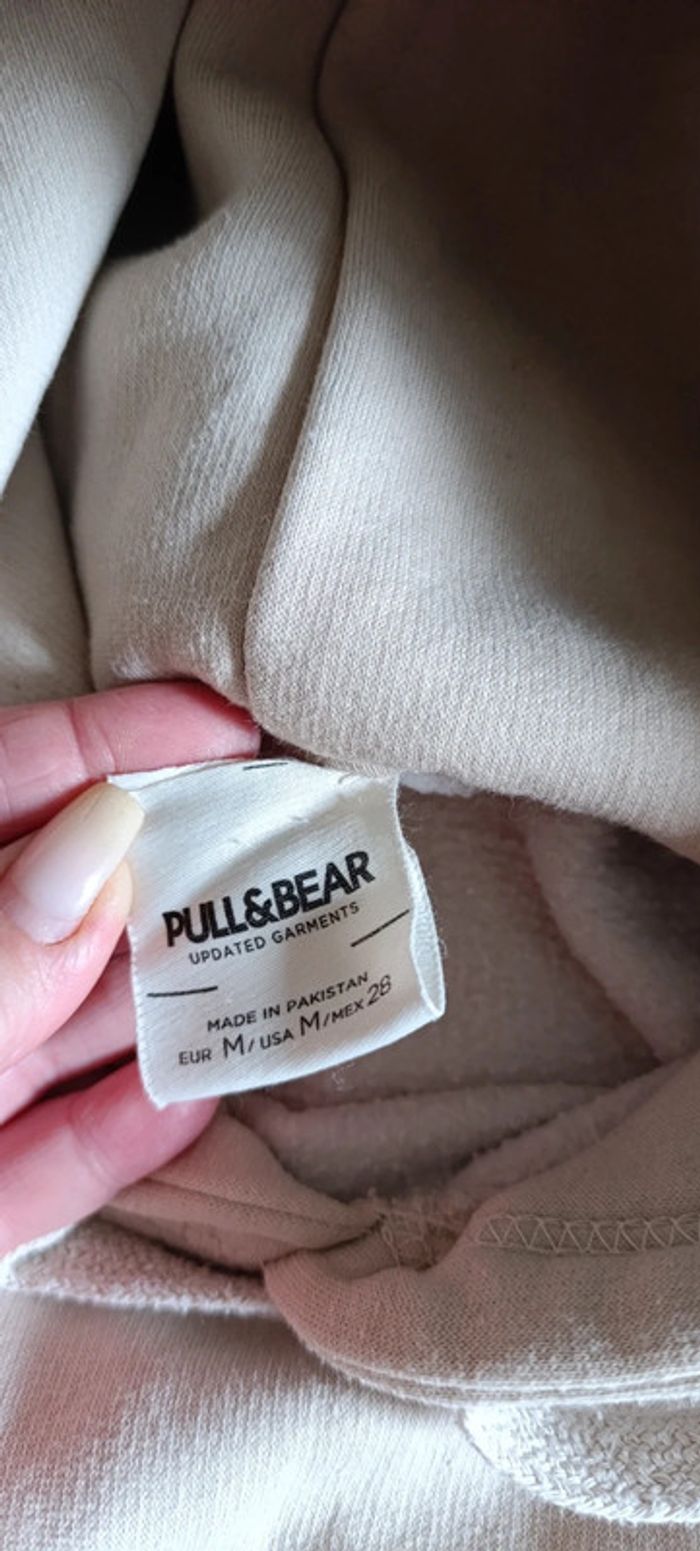 PULL&BEAR
UPDATED GARMENTS
MADE IN PAKISTAN
EUR M/USA M/MEX 28